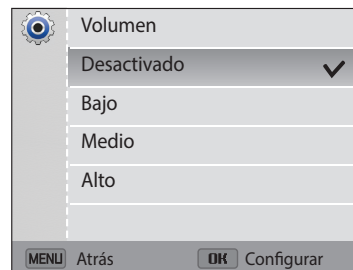 Volumen
Desactivado
Bajo
Medio
Alto
MENU Atrás OK Configurar